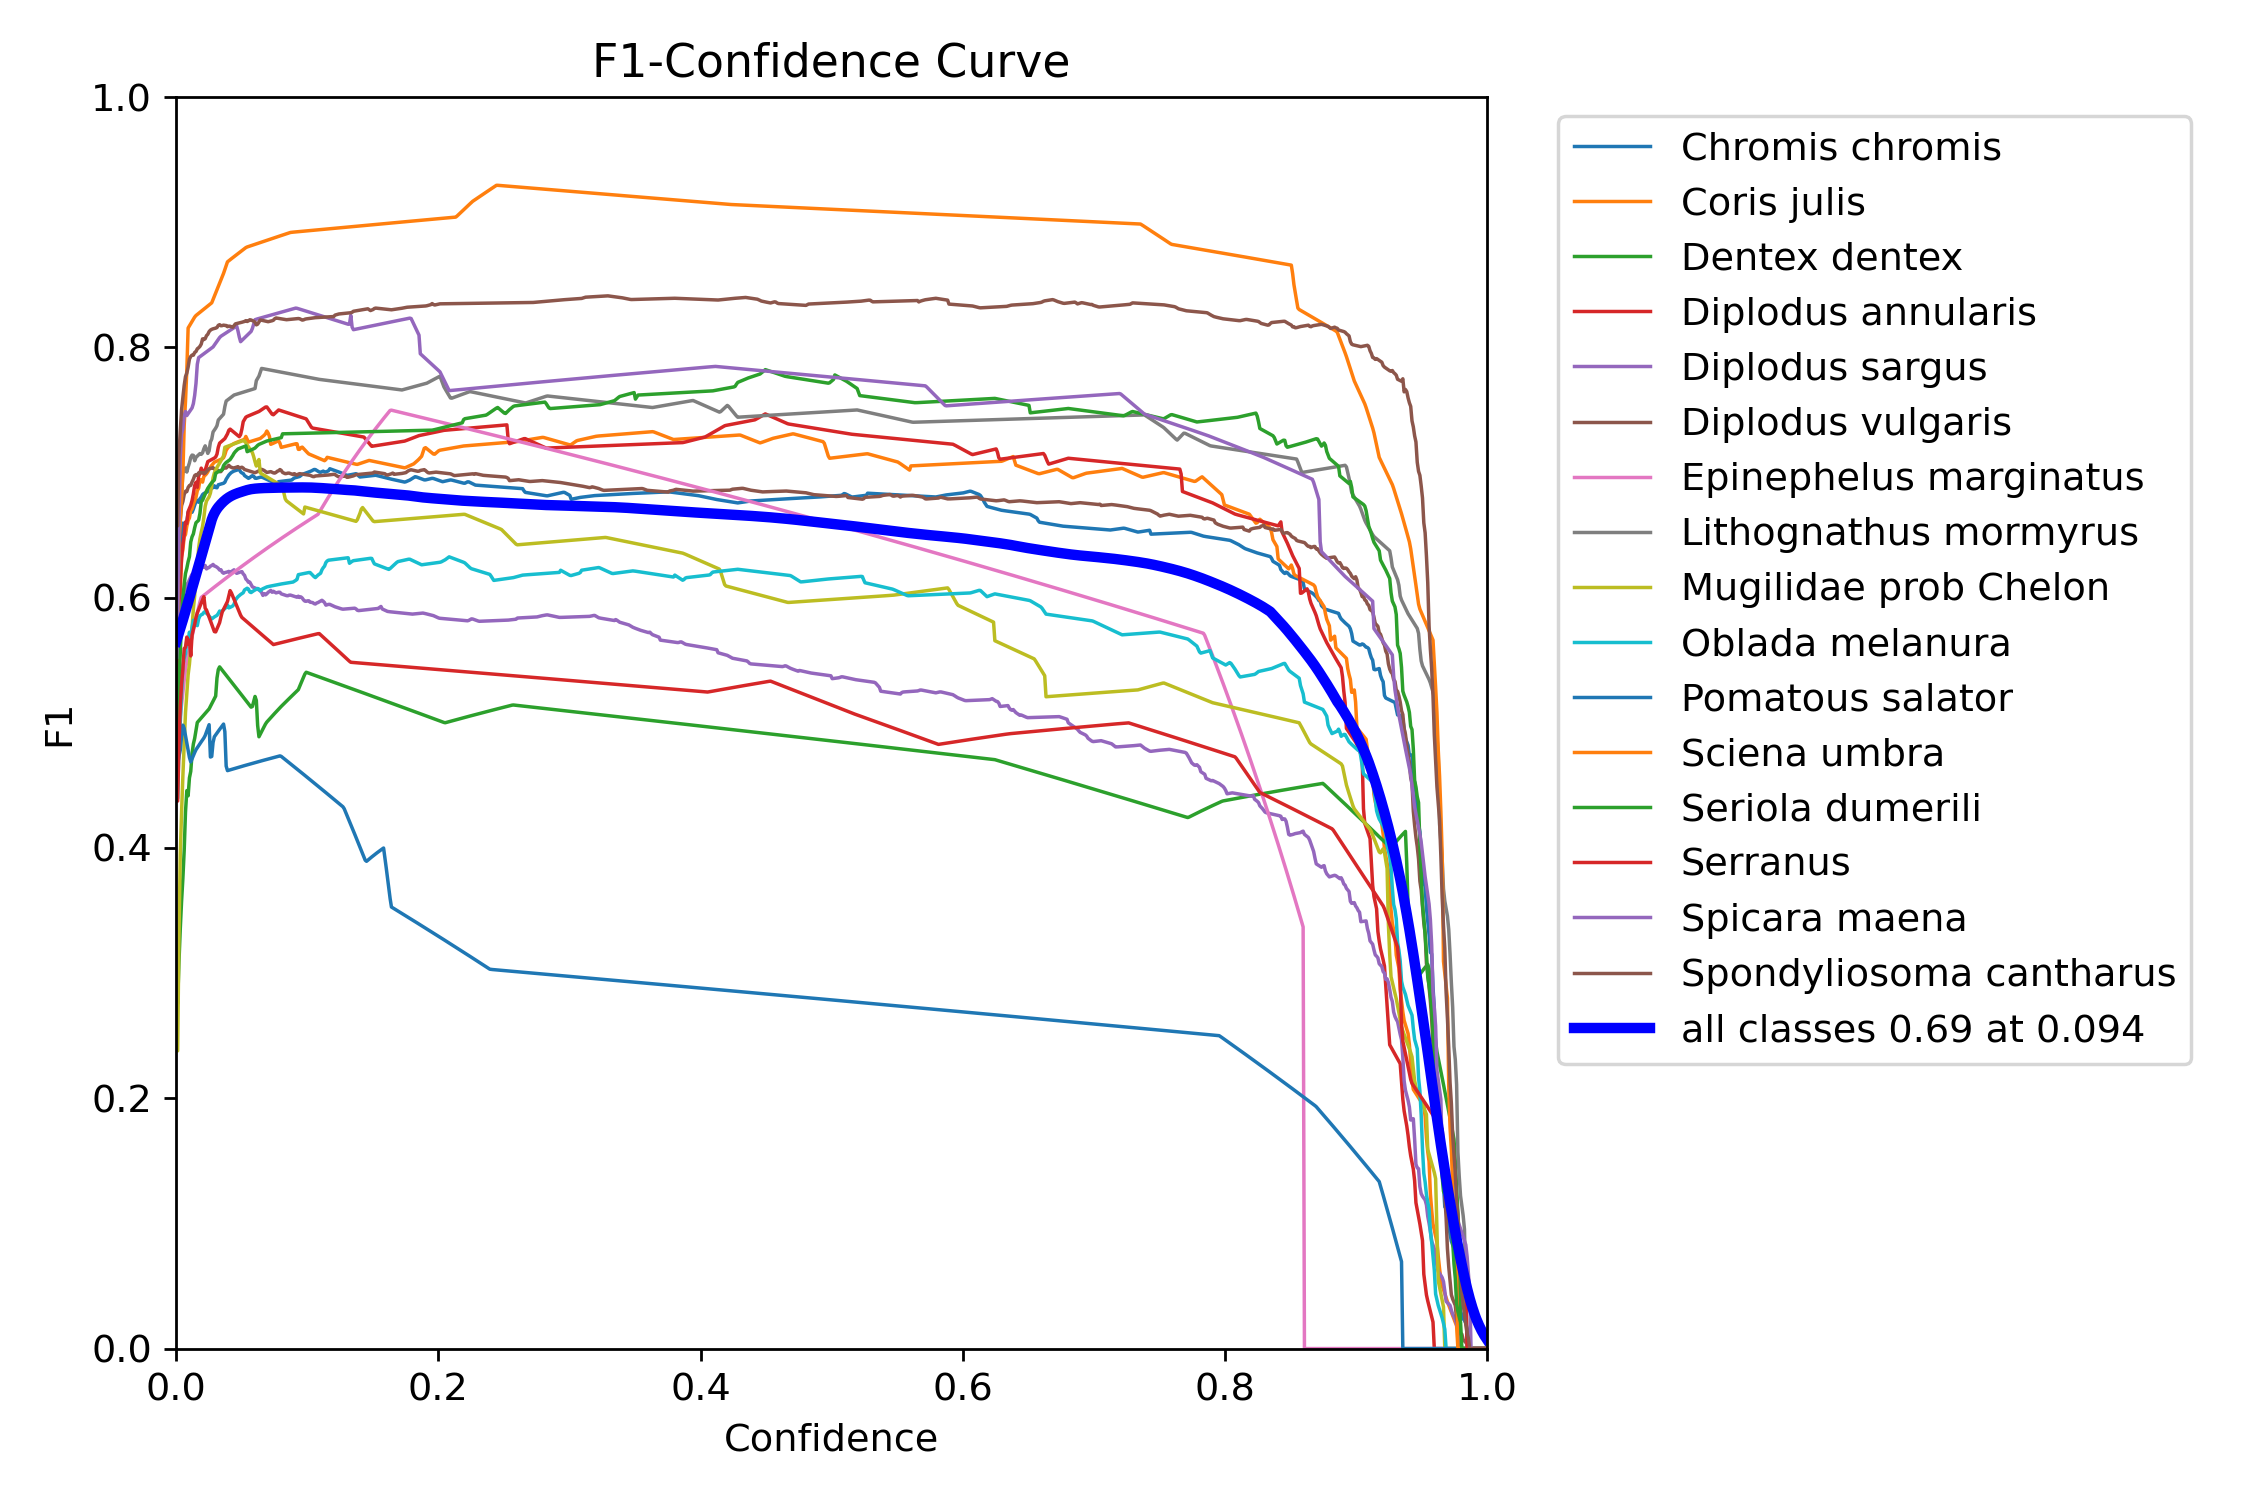 F1-Confidence Curve
1.0
0.8
0.6
0.4
0.2
0.0
F1
0.0 0.2 0.4 0.6 0.8 1.0
Confidence
Chromis chromis
Coris julis
Dentex dentex
Diplodus annularis
Diplodus sargus
Diplodus vulgaris
Epinephelus marginatus
Lithognathus mormyrus
Mugilidae prob Chelon
Oblada melanura
Pomatous salator
Sciena umbra
Seriola dumerili
Serranus
Spicara maena
Spondyliosoma cantharus
all classes 0.69 at 0.094